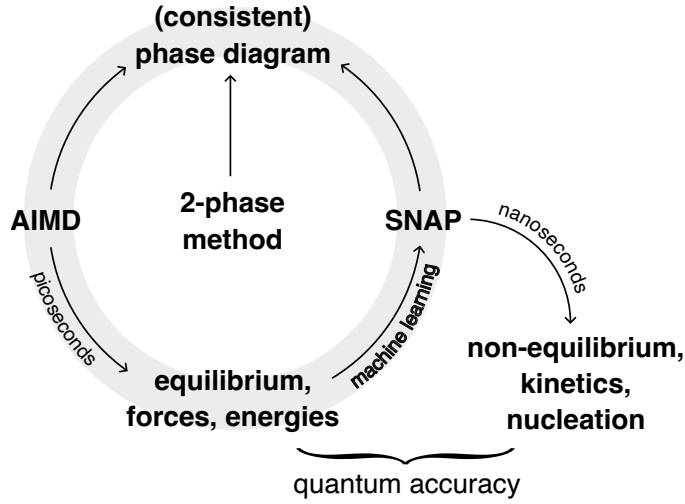 (consistent)
phase diagram
AIMD
2-phase
method
SNAP
nanoseconds
picoseconds
machine learning
equilibrium,
forces, energies
non-equilibrium,
kinetics,
nucleation
quantum accuracy